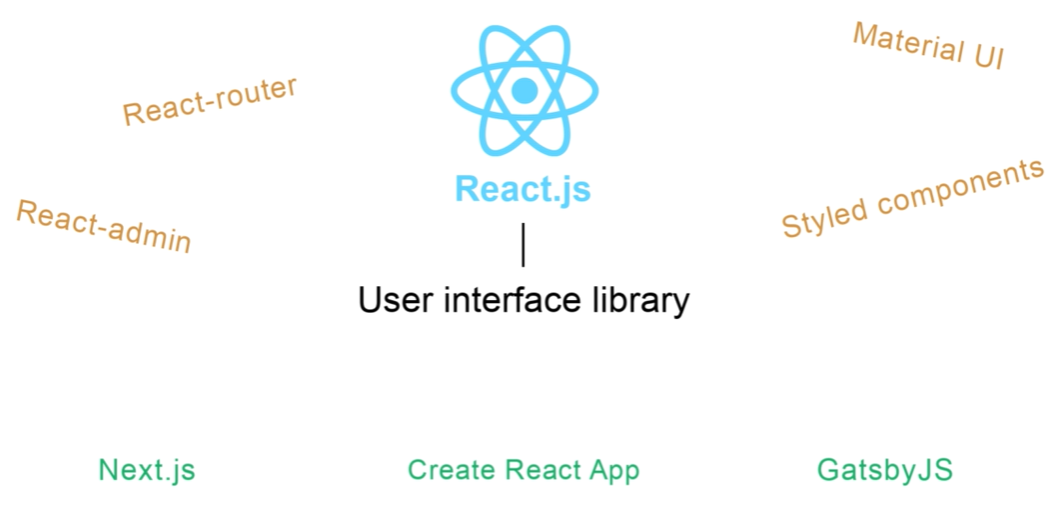 Material UI
React-router
React.js
Styled components
React-admin
User interface library
Next.js
Create React App
GatsbyJS